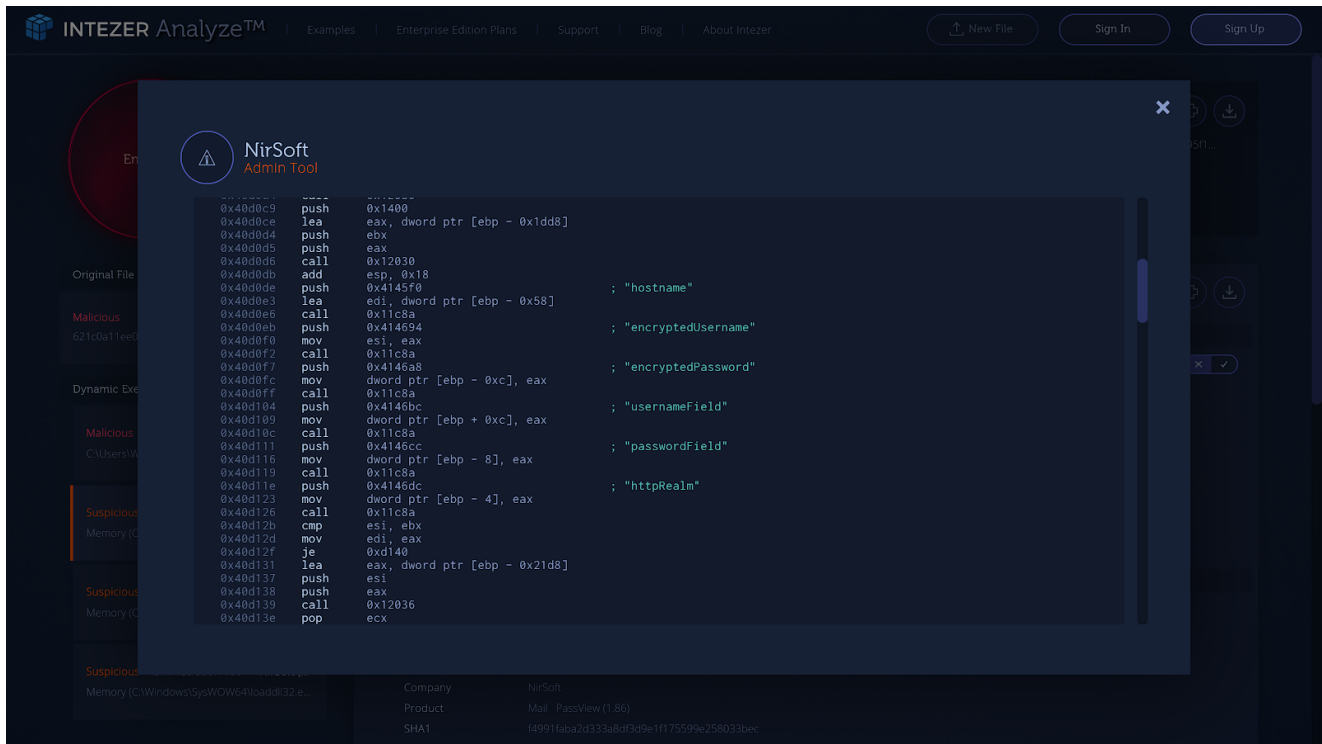 INTEZER Analyze™ Examples Enterprise Edition Plans Support Blog About Intezer New File Sign In Sign Up
NirSoft
Admin Tool
0x40d0c9 push 0x1400
0x40d0ce lea eax, dword ptr [ebp - 0x1dd8]
0x40d0d4 push ebx
0x40d0d5 push eax
0x40d0d6 call 0x12030
0x40d0db add esp, 0x18
0x40d0de push 0x4145f0 ; "hostname"
0x40d0e3 lea edi, dword ptr [ebp - 0x58]
0x40d0e6 call 0x11c8a
0x40d0eb push 0x414694 ; "encryptedUsername"
0x40d0f0 mov esi, eax
0x40d0f2 call 0x11c8a
0x40d0f7 push 0x4146a8 ; "encryptedPassword"
0x40d0fc mov dword ptr [ebp - 0xc], eax
0x40d0ff call 0x11c8a
0x40d104 push 0x4146bc ; "usernameField"
0x40d109 mov dword ptr [ebp + 0xc], eax
0x40d10c call 0x11c8a
0x40d111 push 0x4146cc ; "passwordField"
0x40d116 mov dword ptr [ebp - 8], eax
0x40d119 call 0x11c8a
0x40d11e push 0x4146dc ; "httpRealm"
0x40d123 mov dword ptr [ebp - 4], eax
0x40d126 call 0x11c8a
0x40d12b cmp esi, ebx
0x40d12d mov edi, eax
0x40d12f je 0xd140
0x40d131 lea eax, dword ptr [ebp - 0x21d8]
0x40d137 push esi
0x40d138 push eax
0x40d139 call 0x12036
0x40d13e pop ecx
Original File
Malicious
621c0a11ee0
Dynamic Exe
Malicious
C:\Users\W
Suspicious
Memory (C
Suspicious
Memory (C
Suspicious
Memory (C:\Windows\SysWOW64\loaddll32.e...
Company NirSoft
Product Mail PassView (1.86)
SHA1 f4991faba2d333a8df3d9e1f175599e258033bec